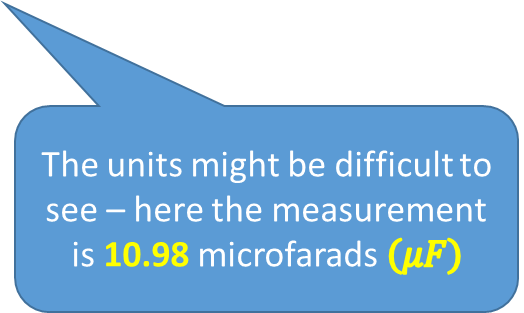 The units might be difficult to
see – here the measurement
is 10.98 microfarads (μF)